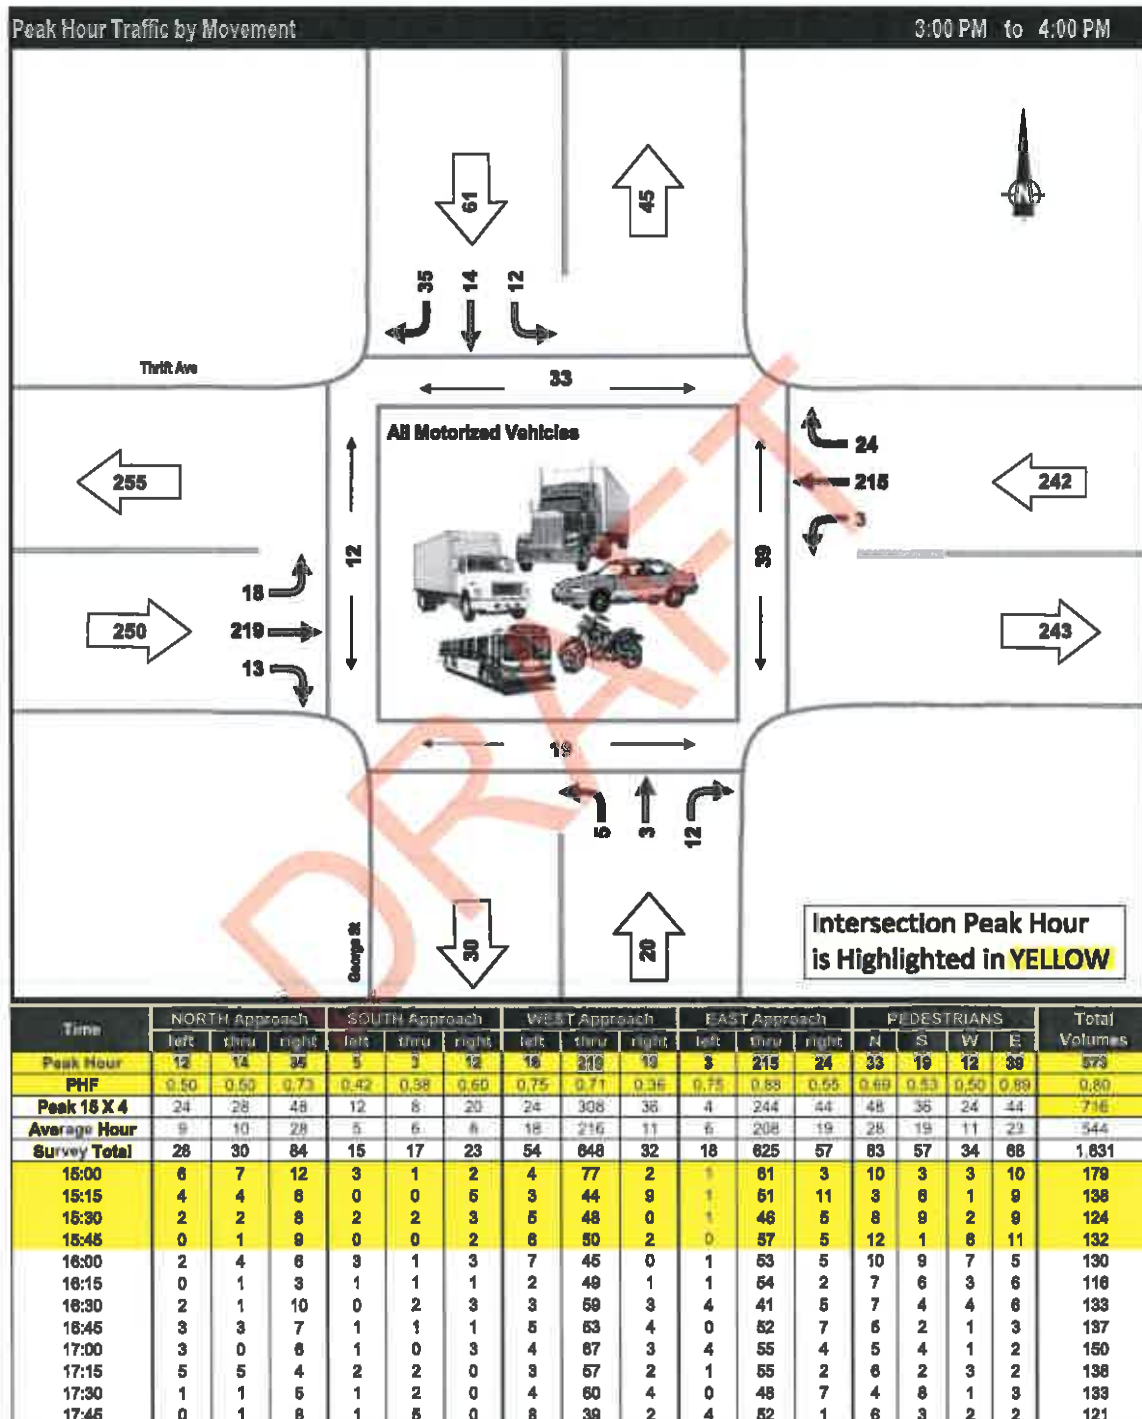 Peak Hour Traffic by Movement 3:00 PM to 4:00 PM
61 45
35 14 12
Thrift Ave
33
All Motorized Vehicles
24
255 215 242
3
12 39
18
250 219 243
13
19
5 3 12
George St
30 20
Intersection Peak Hour
is Highlighted in YELLOW
DRAFT
Time NORTH Approach SOUTH Approach WEST Approach EAST Approach PEDESTRIANS Total
left thru right left thru right left thru right left thru right N S W E Volumes
Peak Hour 12 14 35 5 3 12 18 219 13 3 215 24 33 19 12 39 573
PHF 0.50 0.50 0.73 0.42 0.38 0.60 0.75 0.71 0.36 0.75 0.88 0.55 0.69 0.53 0.50 0.89 0.80
Peak 15 X 4 24 28 48 12 8 20 24 308 36 4 244 44 48 36 24 44 716
Average Hour 9 10 28 5 6 8 18 216 11 6 208 19 28 19 11 23 544
Survey Total 28 30 84 15 17 23 54 648 32 18 625 57 83 57 34 68 1,631
15:00 6 7 12 3 1 2 4 77 2 1 61 3 10 3 3 10 179
15:15 4 4 6 0 0 5 3 44 9 1 51 11 3 6 1 9 138
15:30 2 2 8 2 2 3 5 48 0 1 46 5 8 9 2 9 124
15:45 0 1 9 0 0 2 6 50 2 0 57 5 12 1 6 11 132
16:00 2 4 6 3 1 3 7 45 0 1 53 5 10 9 7 5 130
16:15 0 1 3 1 1 1 2 49 1 1 54 2 7 6 3 6 116
16:30 2 1 10 0 2 3 3 59 3 4 41 5 7 4 4 6 133
16:45 3 3 7 1 1 1 5 53 4 0 52 7 5 2 1 3 137
17:00 3 0 6 1 0 3 4 67 3 4 55 4 5 4 1 2 150
17:15 5 5 4 2 2 0 3 57 2 1 55 2 6 2 3 2 138
17:30 1 1 5 1 2 0 4 60 4 0 48 7 4 8 1 3 133
17:45 0 1 8 1 5 0 8 39 2 4 52 1 6 3 2 2 121